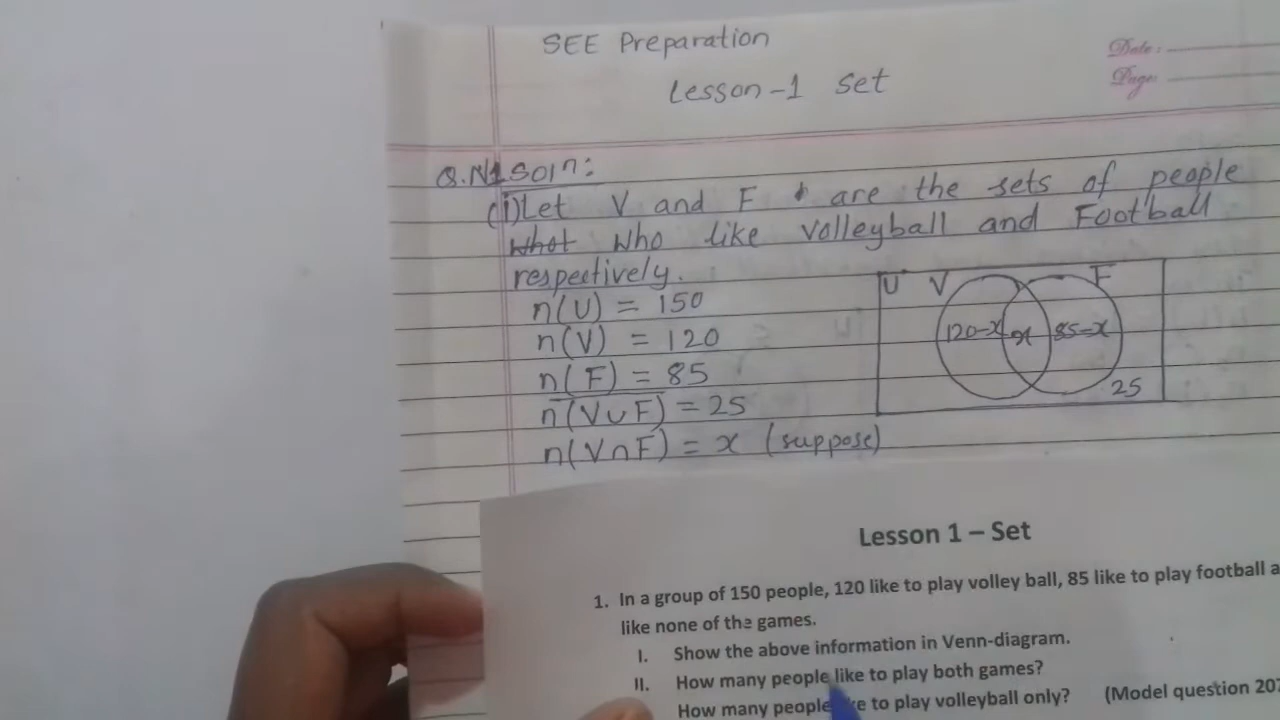 SEE Preparation
Date:
Lesson-1 Set
Page:
Q.N1 Soln:
(i) Let V and F are the sets of people
What Who like Volleyball and Football
respectively.
n(U) = 150
n(V) = 120
n(F) = 85
n(V∪F) = 25
n(V∩F) = x (suppose)
U V F
120-x x 85-x
25
Lesson 1 – Set
1. In a group of 150 people, 120 like to play volley ball, 85 like to play football a
like none of the games.
I. Show the above information in Venn-diagram.
II. How many people like to play both games?
How many people to play volleyball only? (Model question 207